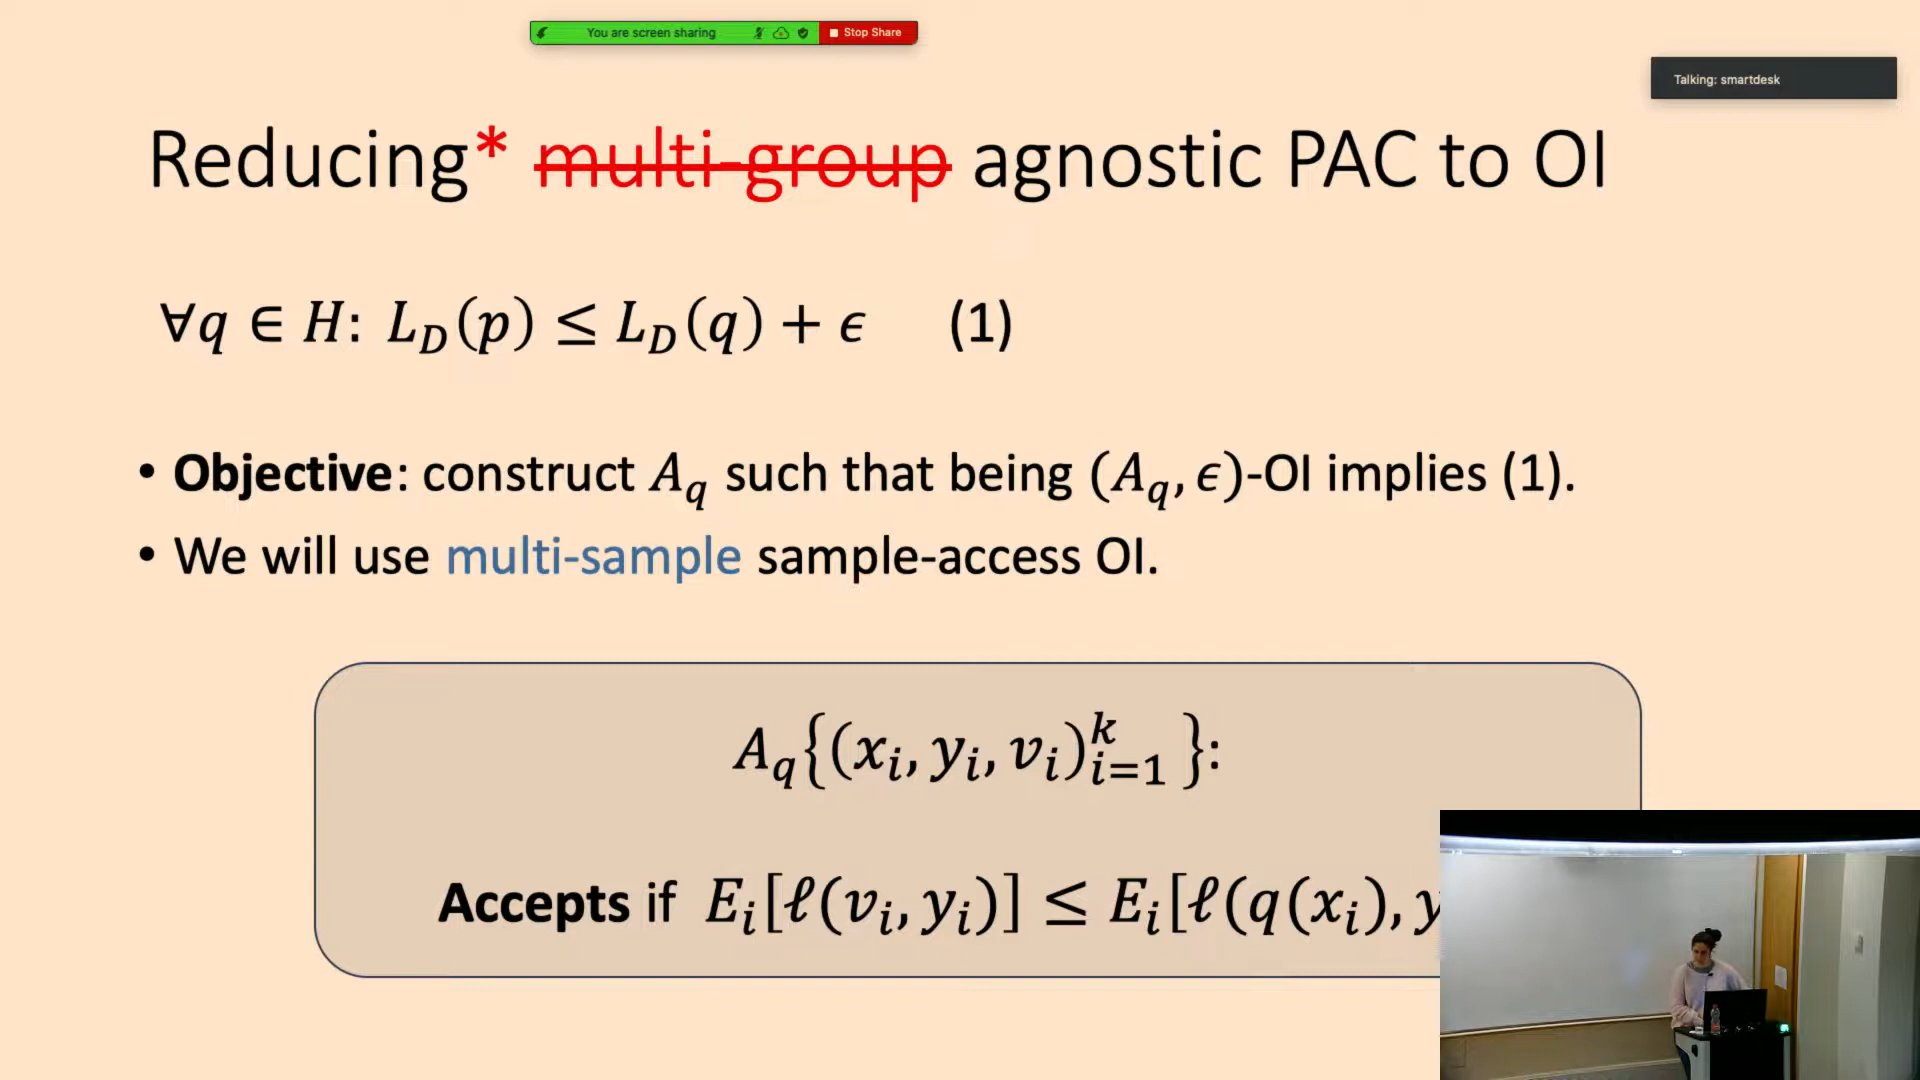 You are screen sharing Stop Share
Talking: smartdesk
Reducing* multi-group agnostic PAC to OI
∀q ∈ H: L_D(p) ≤ L_D(q) + ϵ (1)
• Objective: construct A_q such that being (A_q, ϵ)-OI implies (1).
• We will use multi-sample sample-access OI.
A_q{(x_i, y_i, v_i)_{i=1}^k }:
Accepts if E_i[ℓ(v_i, y_i)] ≤ E_i[ℓ(q(x_i), y